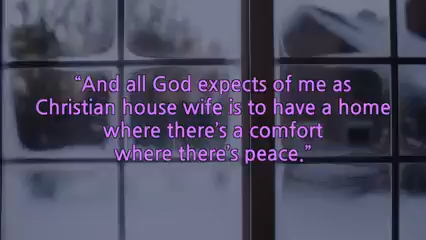 “And all God expects of me as
Christian house wife is to have a home
where there’s a comfort
where there’s peace.”